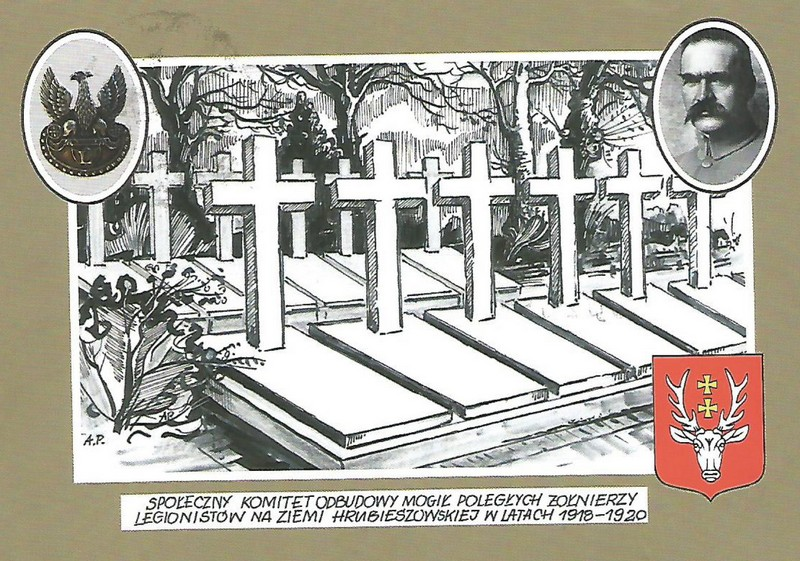 L
A.P.
A.P.
SPOŁECZNY KOMITET ODBUDOWY MOGIŁ POLEGŁYCH ŻOŁNIERZY
LEGIONISTÓW NA ZIEMI HRUBIESZOWSKIEJ W LATACH 1918-1920